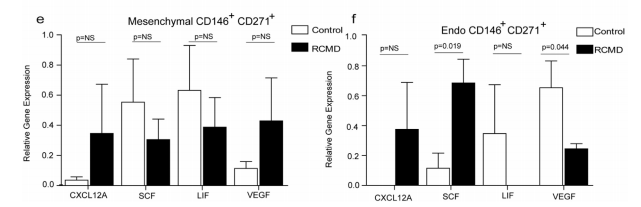 e
Mesenchymal CD146+ CD271+
Control
RCMD
p=NS
p=NS
p=NS
p=NS
Relative Gene Expression
1.0
0.8
0.6
0.4
0.2
0.0
CXCL12A
SCF
LIF
VEGF
f
Endo CD146+CD271+
Control
RCMD
p=NS
p=0.019
p=NS
p=0.044
Relative Gene Expression
1.0
0.8
0.6
0.4
0.2
0.0
CXCL12A
SCF
LIF
VEGF